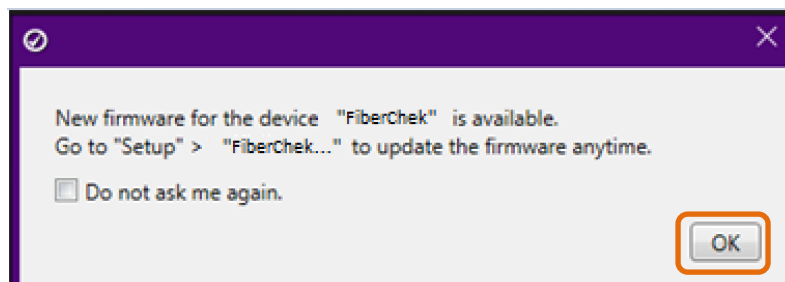 New firmware for the device "FiberChek" is available.
Go to "Setup" > "FiberChek..." to update the firmware anytime.
Do not ask me again.
OK